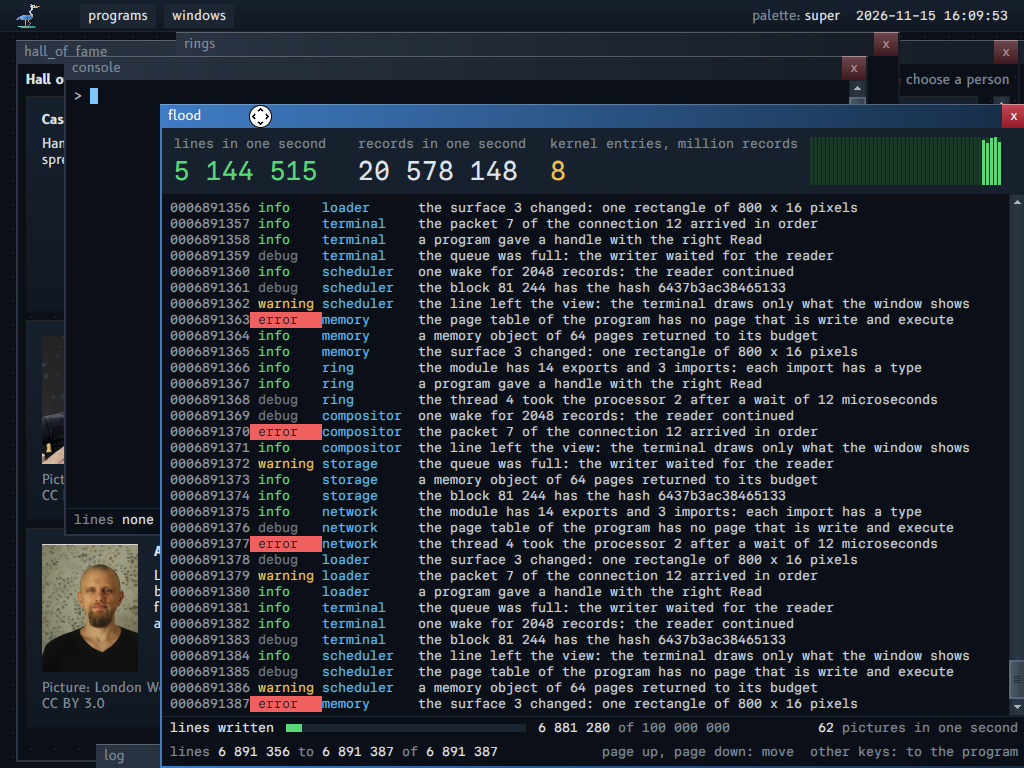 programs windows palette: super 2026-11-15 16:09:53
rings
hall_of_fame
console
Hall o choose a person
>
flood
Cas
lines in one second records in one second kernel entries, million records
Han
spre
5 144 515 20 578 148 8
0006891356 info loader the surface 3 changed: one rectangle of 800 x 16 pixels
0006891357 info terminal the packet 7 of the connection 12 arrived in order
0006891358 info terminal a program gave a handle with the right Read
0006891359 debug terminal the queue was full: the writer waited for the reader
0006891360 info scheduler one wake for 2048 records: the reader continued
0006891361 debug scheduler the block 81 244 has the hash 6437b3ac38465133
0006891362 warning scheduler the line left the view: the terminal draws only what the window shows
0006891363 error memory the page table of the program has no page that is write and execute
0006891364 info memory a memory object of 64 pages returned to its budget
0006891365 info memory the surface 3 changed: one rectangle of 800 x 16 pixels
0006891366 info ring the module has 14 exports and 3 imports: each import has a type
0006891367 info ring a program gave a handle with the right Read
0006891368 debug ring the thread 4 took the processor 2 after a wait of 12 microseconds
0006891369 debug compositor one wake for 2048 records: the reader continued
0006891370 error compositor the packet 7 of the connection 12 arrived in order
0006891371 info compositor the line left the view: the terminal draws only what the window shows
0006891372 warning storage the queue was full: the writer waited for the reader
0006891373 info storage a memory object of 64 pages returned to its budget
0006891374 info storage the block 81 244 has the hash 6437b3ac38465133
0006891375 info network the module has 14 exports and 3 imports: each import has a type
0006891376 debug network the page table of the program has no page that is write and execute
0006891377 error network the thread 4 took the processor 2 after a wait of 12 microseconds
0006891378 debug loader the surface 3 changed: one rectangle of 800 x 16 pixels
0006891379 warning loader the packet 7 of the connection 12 arrived in order
0006891380 info loader a program gave a handle with the right Read
0006891381 info terminal the queue was full: the writer waited for the reader
0006891382 info terminal one wake for 2048 records: the reader continued
0006891383 debug terminal the block 81 244 has the hash 6437b3ac38465133
0006891384 info scheduler the line left the view: the terminal draws only what the window shows
0006891385 debug scheduler the page table of the program has no page that is write and execute
0006891386 warning scheduler a memory object of 64 pages returned to its budget
0006891387 error memory the surface 3 changed: one rectangle of 800 x 16 pixels
Pict
CC
lines none
A
L
b
f
a
Picture: London W
CC BY 3.0
lines written 6 881 280 of 100 000 000 62 pictures in one second
lines 6 891 356 to 6 891 387 of 6 891 387 page up, page down: move other keys: to the program
log